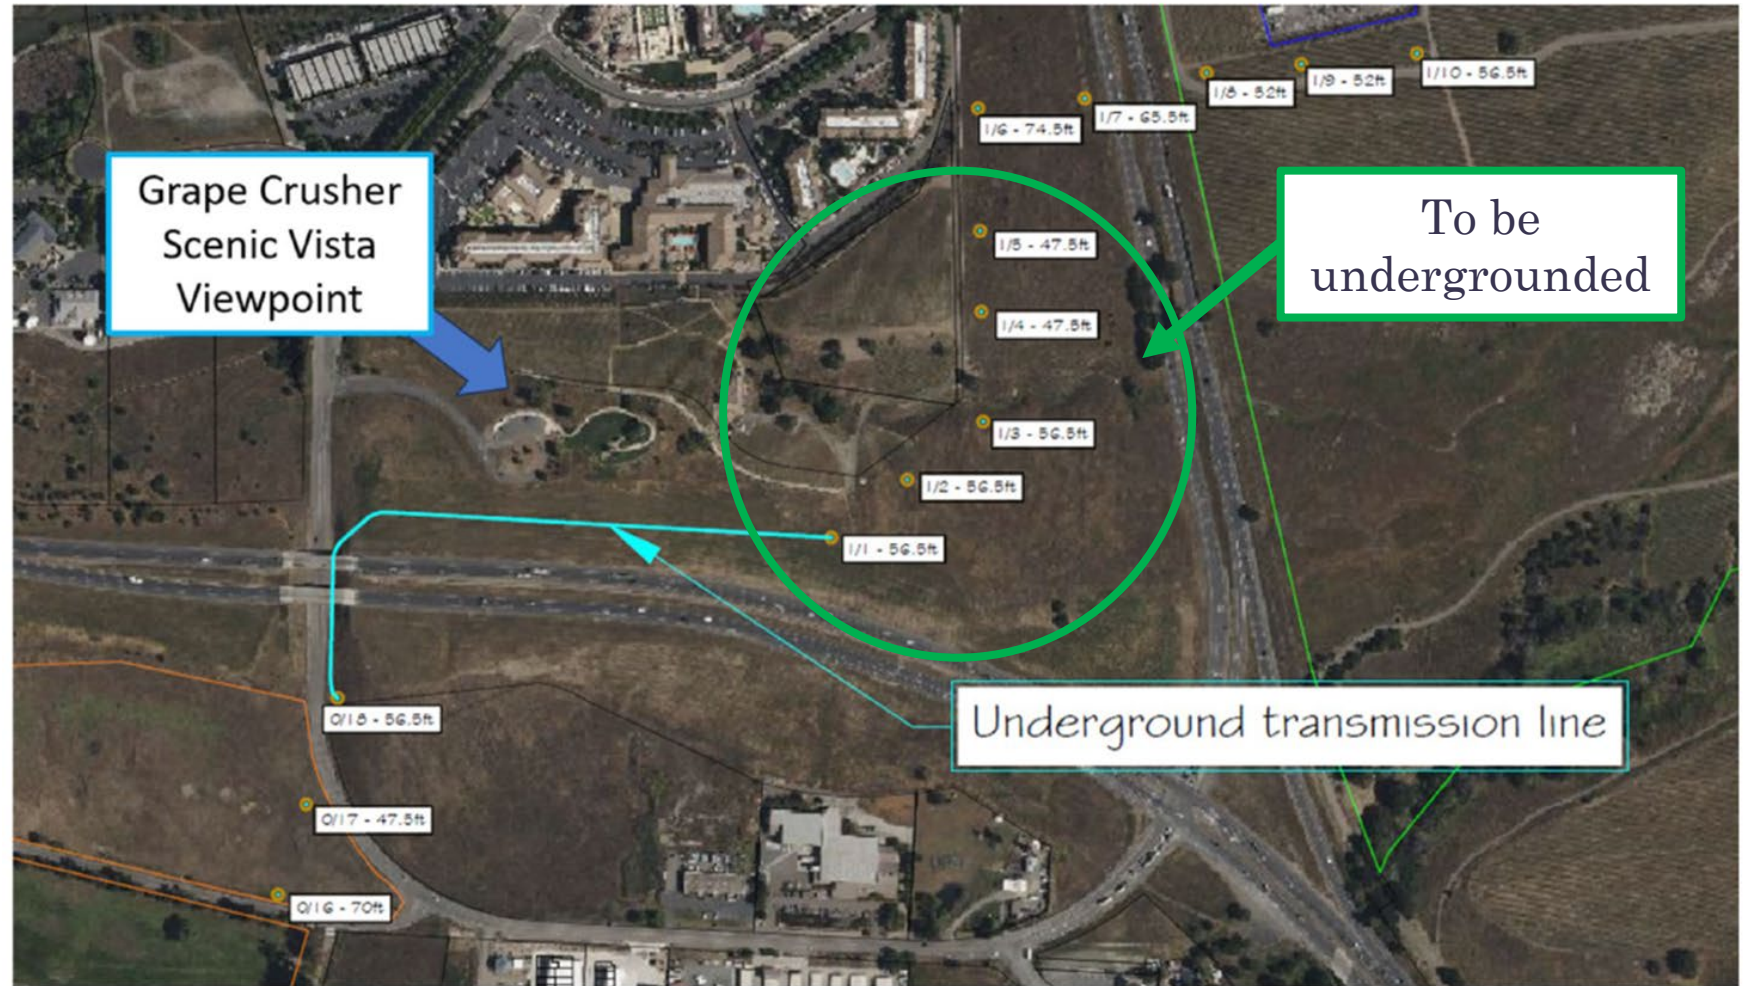 1/10 - 56.5ft
1/9 - 52ft
1/8 - 52ft
1/7 - 65.5ft
1/6 - 74.5ft
Grape Crusher
Scenic Vista
Viewpoint
To be
undergrounded
1/5 - 47.5ft
1/4 - 47.5ft
1/3 - 56.5ft
1/2 - 56.5ft
1/1 - 56.5ft
Underground transmission line
0/18 - 56.5ft
0/17 - 47.5ft
0/16 - 70ft